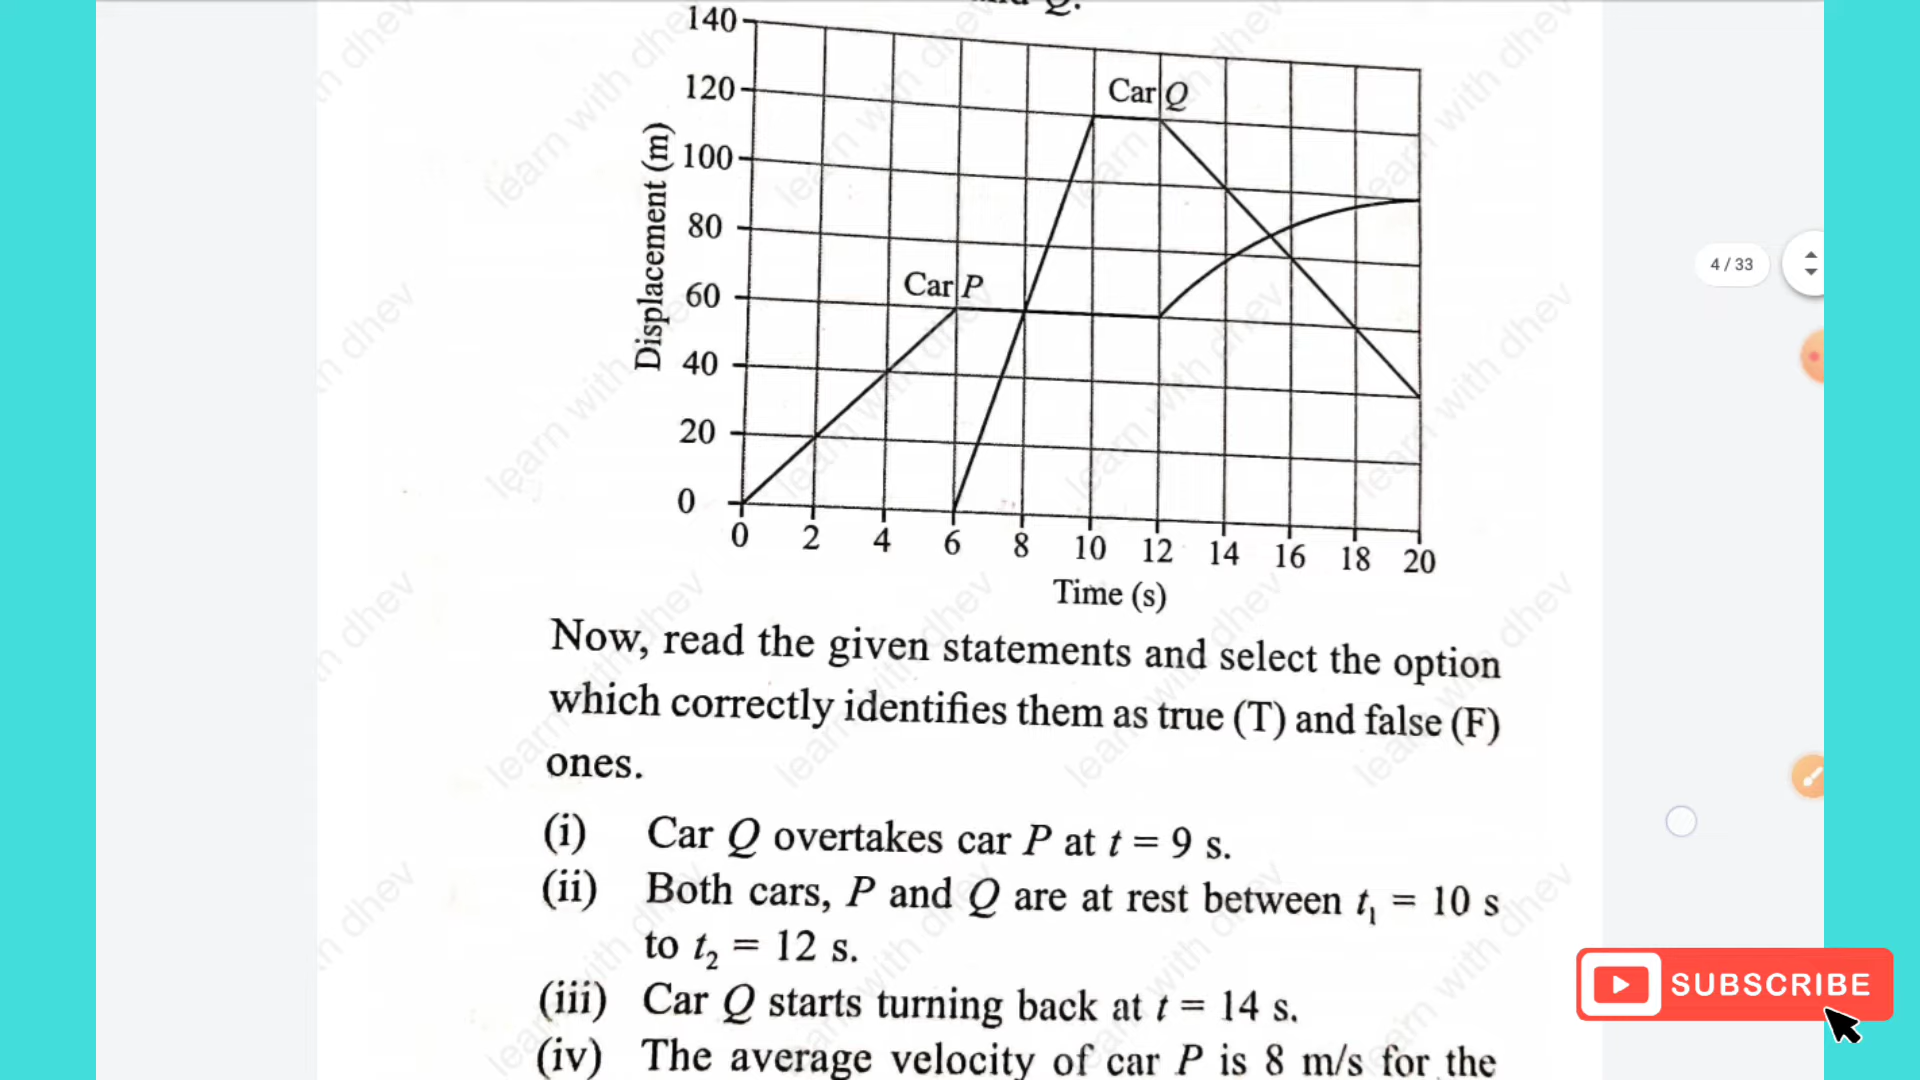 140
120
100
80
60
40
20
0
Displacement (m)
Car Q
Car P
0 2 4 6 8 10 12 14 16 18 20
Time (s)
Now, read the given statements and select the option
which correctly identifies them as true (T) and false (F)
ones.
(i) Car Q overtakes car P at t = 9 s.
(ii) Both cars, P and Q are at rest between t₁ = 10 s
to t₂ = 12 s.
(iii) Car Q starts turning back at t = 14 s.
(iv) The average velocity of car P is 8 m/s for the
4 / 33
SUBSCRIBE
learn with dhev